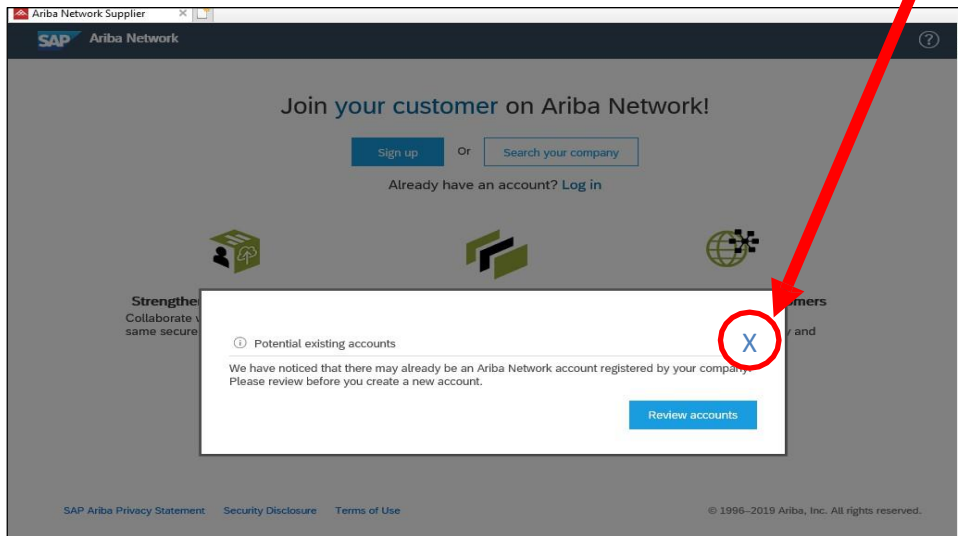 Ariba Network Supplier
SAP Ariba Network
?
Join your customer on Ariba Network!
Sign up Or Search your company
Already have an account? Log in
Strengthe
mers
Collaborate
same secure
and
Potential existing accounts
X
We have noticed that there may already be an Ariba Network account registered by your company.
Please review before you create a new account.
Review accounts
SAP Ariba Privacy Statement Security Disclosure Terms of Use © 1996–2019 Ariba, Inc. All rights reserved.